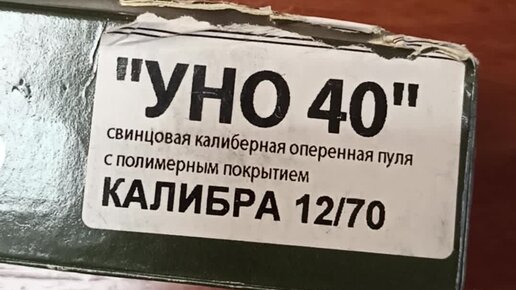 "УНО 40"
свинцовая калиберная оперенная пуля
с полимерным покрытием
КАЛИБРА 12/70